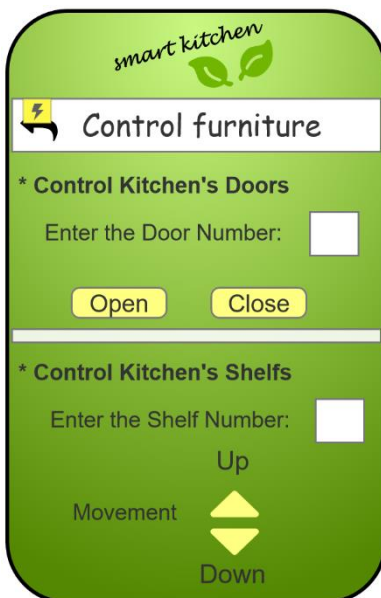 smart kitchen
Control furniture
* Control Kitchen's Doors
Enter the Door Number:
Open Close
* Control Kitchen's Shelfs
Enter the Shelf Number:
Up
Movement
Down